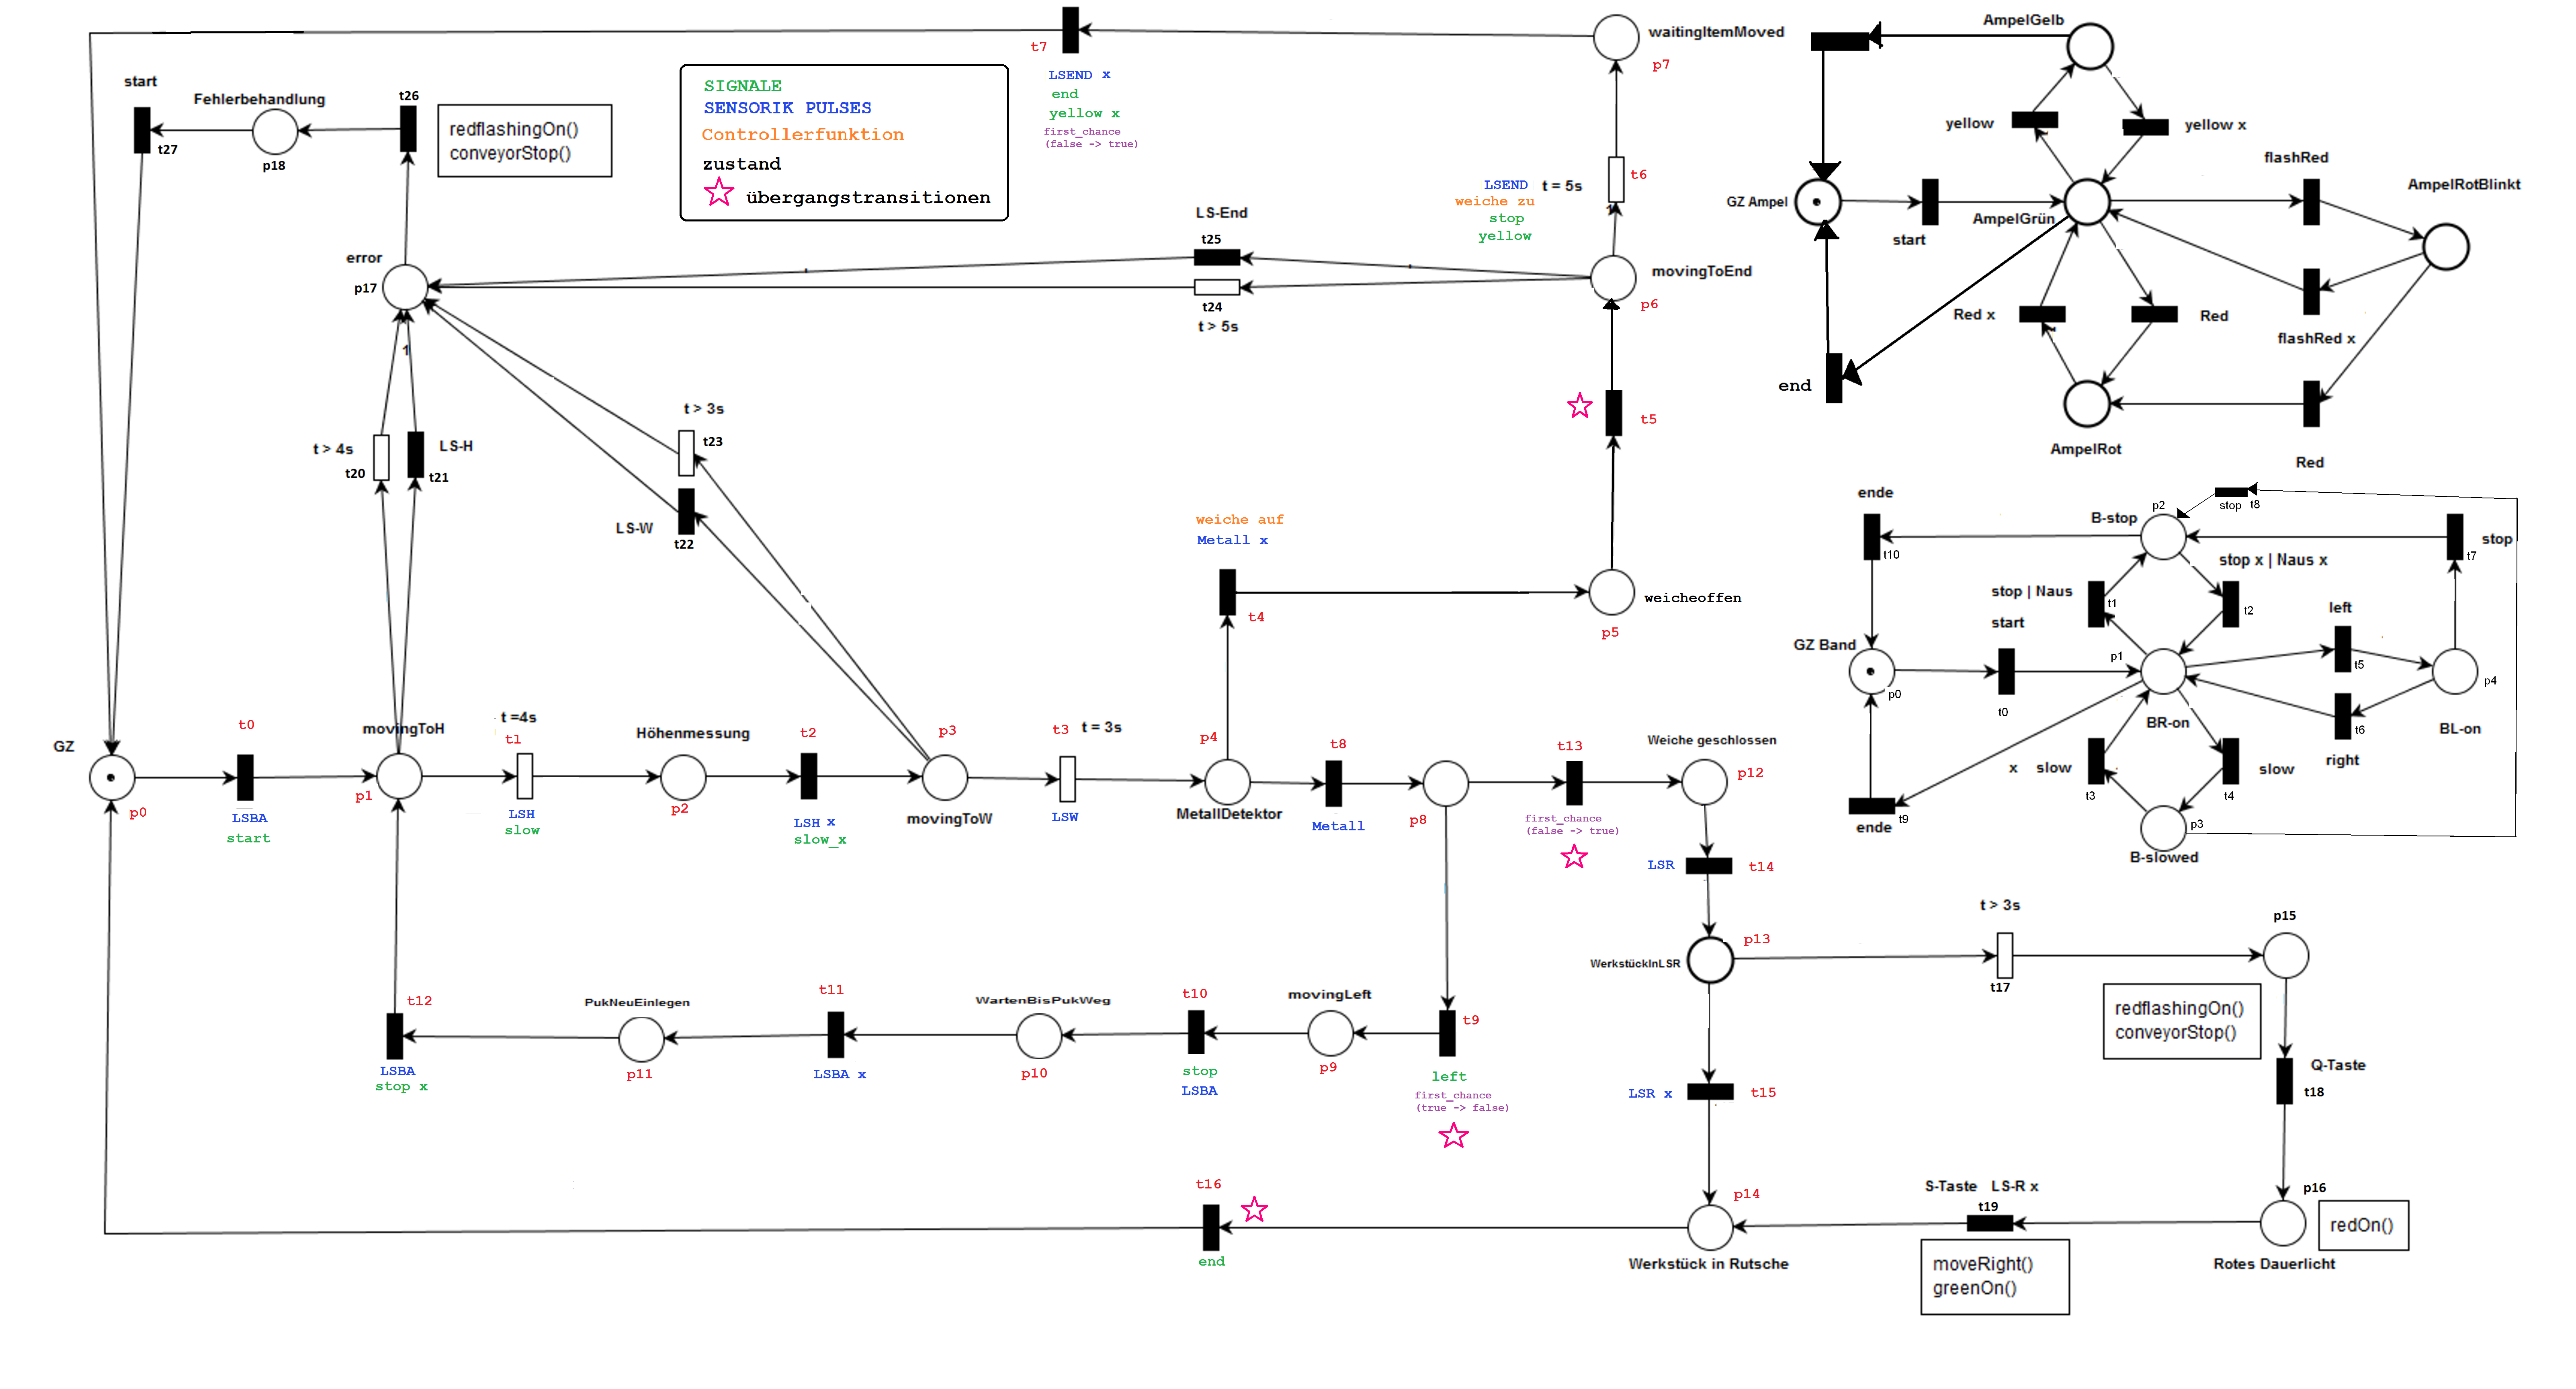 t7
LSEND x
end
yellow x
first_chance
(false -> true)
waitingItemMoved
p7
start
Fehlerbehandlung
t26
t27
p18
redflashingOn()
conveyorStop()
SIGNALE
SENSORIK PULSES
Controllerfunktion
zustand
übergangstransitionen
LSEND
t = 5s
weiche zu
stop
yellow
t6
1
LS-End
t25
t24
t > 5s
error
p17
1
movingToEnd
p6
t > 4s
t20
LS-H
t21
t > 3s
t23
LS-W
t22
t5
weiche auf
Metall x
t4
weicheoffen
p5
GZ
p0
t0
LSBA
start
movingToH
p1
t =4s
t1
LSH
slow
Höhenmessung
p2
t2
LSH x
slow_x
p3
movingToW
t3
t = 3s
LSW
p4
MetallDetektor
t8
Metall
p8
t13
first_chance
(false -> true)
Weiche geschlossen
p12
LSR
t14
p13
WerkstückInLSR
t > 3s
t17
p15
redflashingOn()
conveyorStop()
Q-Taste
t18
p16
redOn()
Rotes Dauerlicht
S-Taste LS-R x
t19
moveRight()
greenOn()
LSR x
t15
p14
Werkstück in Rutsche
t12
LSBA
stop x
PukNeuEinlegen
p11
t11
LSBA x
WartenBisPukWeg
p10
t10
stop
LSBA
movingLeft
p9
t9
left
first_chance
(true -> false)
t16
end
AmpelGelb
yellow
yellow x
flashRed
AmpelRotBlinkt
GZ Ampel
start
AmpelGrün
flashRed x
Red x
Red
end
AmpelRot
Red
ende
t10
B-stop
p2
stop t8
stop
t7
stop x | Naus x
stop | Naus
t1
t2
start
left
t5
GZ Band
p0
t0
p1
BR-on
p4
BL-on
t6
right
x slow
t3
slow
t4
ende
t9
p3
B-slowed